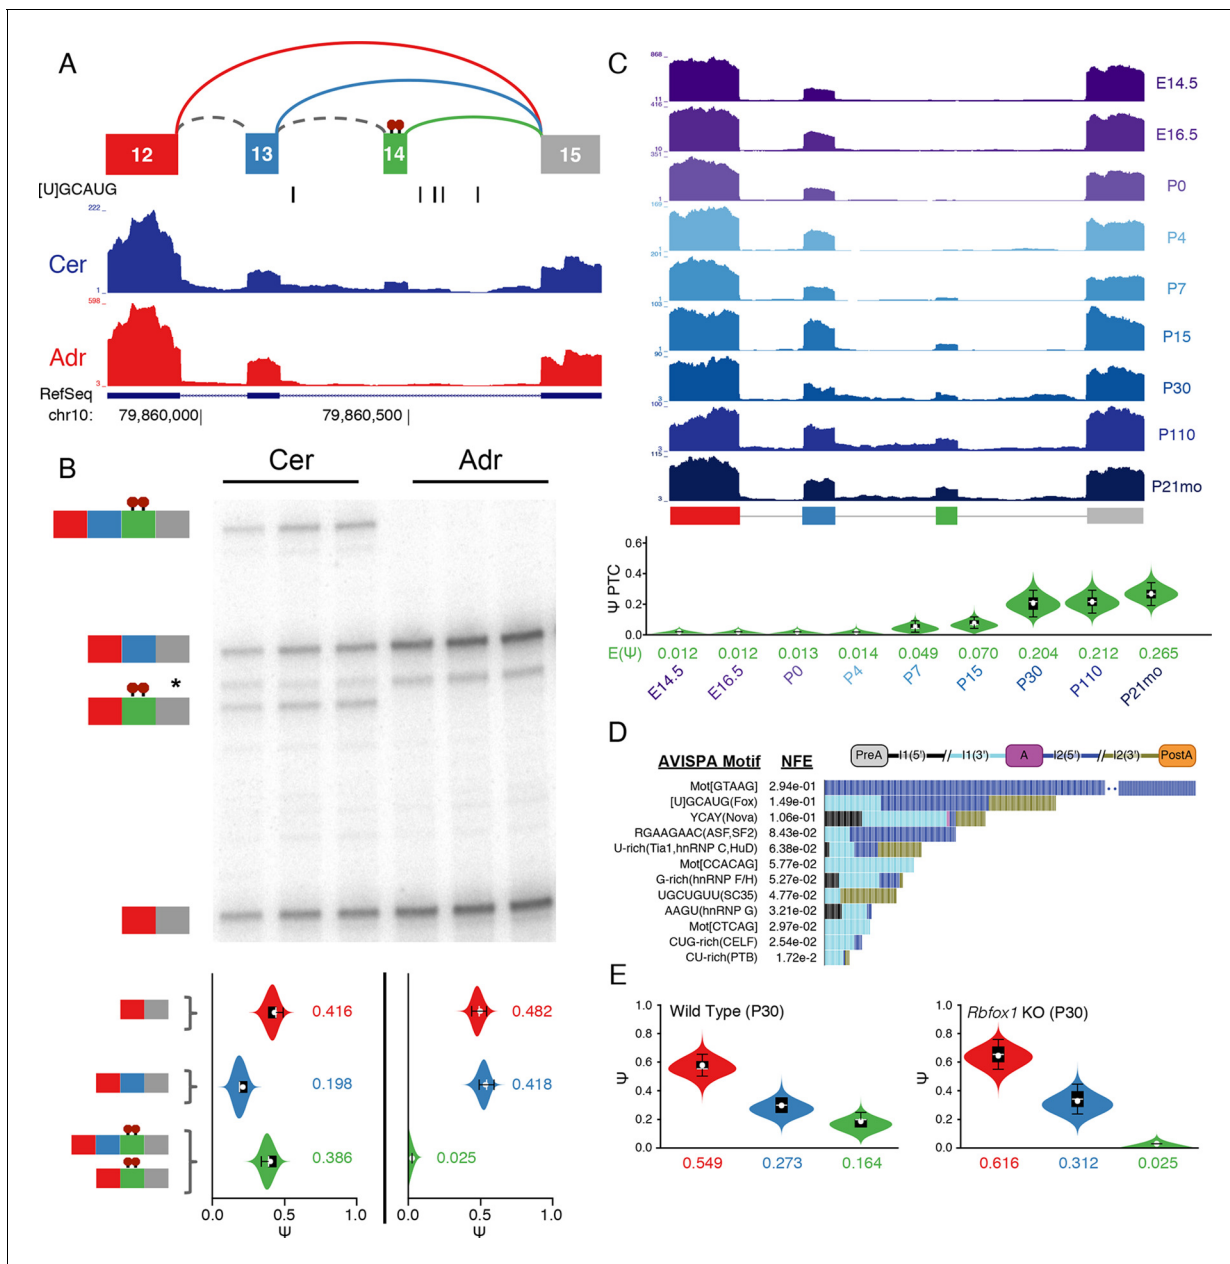 A
12
13
14
15
[U]GCAUG
222
Cer
1
598
Adr
3
RefSeq
chr10: 79,860,000 79,860,500
B
Cer Adr
*
0.416 0.482
0.198 0.418
0.386 0.025
0.0 0.5 1.0 0.0 0.5 1.0
Ψ Ψ
C
868
11
E14.5
416
10
E16.5
351
1
P0
1
P4
201
1
P7
103
1
P15
90
3
P30
100
3
P110
115
3
P21mo
0.6
0.4
0.2
0.0
Ψ PTC
E(Ψ) 0.012 0.012 0.013 0.014 0.049 0.070 0.204 0.212 0.265
E14.5 E16.5 P0 P4 P7 P15 P30 P110 P21mo
D
PreA I1(5') // I1(3') A I2(5') // I2(3') PostA
AVISPA Motif NFE
Mot[GTAAG] 2.94e-01
[U]GCAUG(Fox) 1.49e-01
YCAY(Nova) 1.06e-01
RGAAGAAC(ASF,SF2) 8.43e-02
U-rich(Tia1,hnRNP C,HuD) 6.38e-02
Mot[CCACAG] 5.77e-02
G-rich(hnRNP F/H) 5.27e-02
UGCUGUU(SC35) 4.77e-02
AAGU(hnRNP G) 3.21e-02
Mot[CTCAG] 2.97e-02
CUG-rich(CELF) 2.54e-02
CU-rich(PTB) 1.72e-2
E
Wild Type (P30)
1.0
0.8
0.6
0.4
0.2
0.0
Ψ
0.549 0.273 0.164
Rbfox1 KO (P30)
1.0
0.8
0.6
0.4
0.2
0.0
Ψ
0.616 0.312 0.025